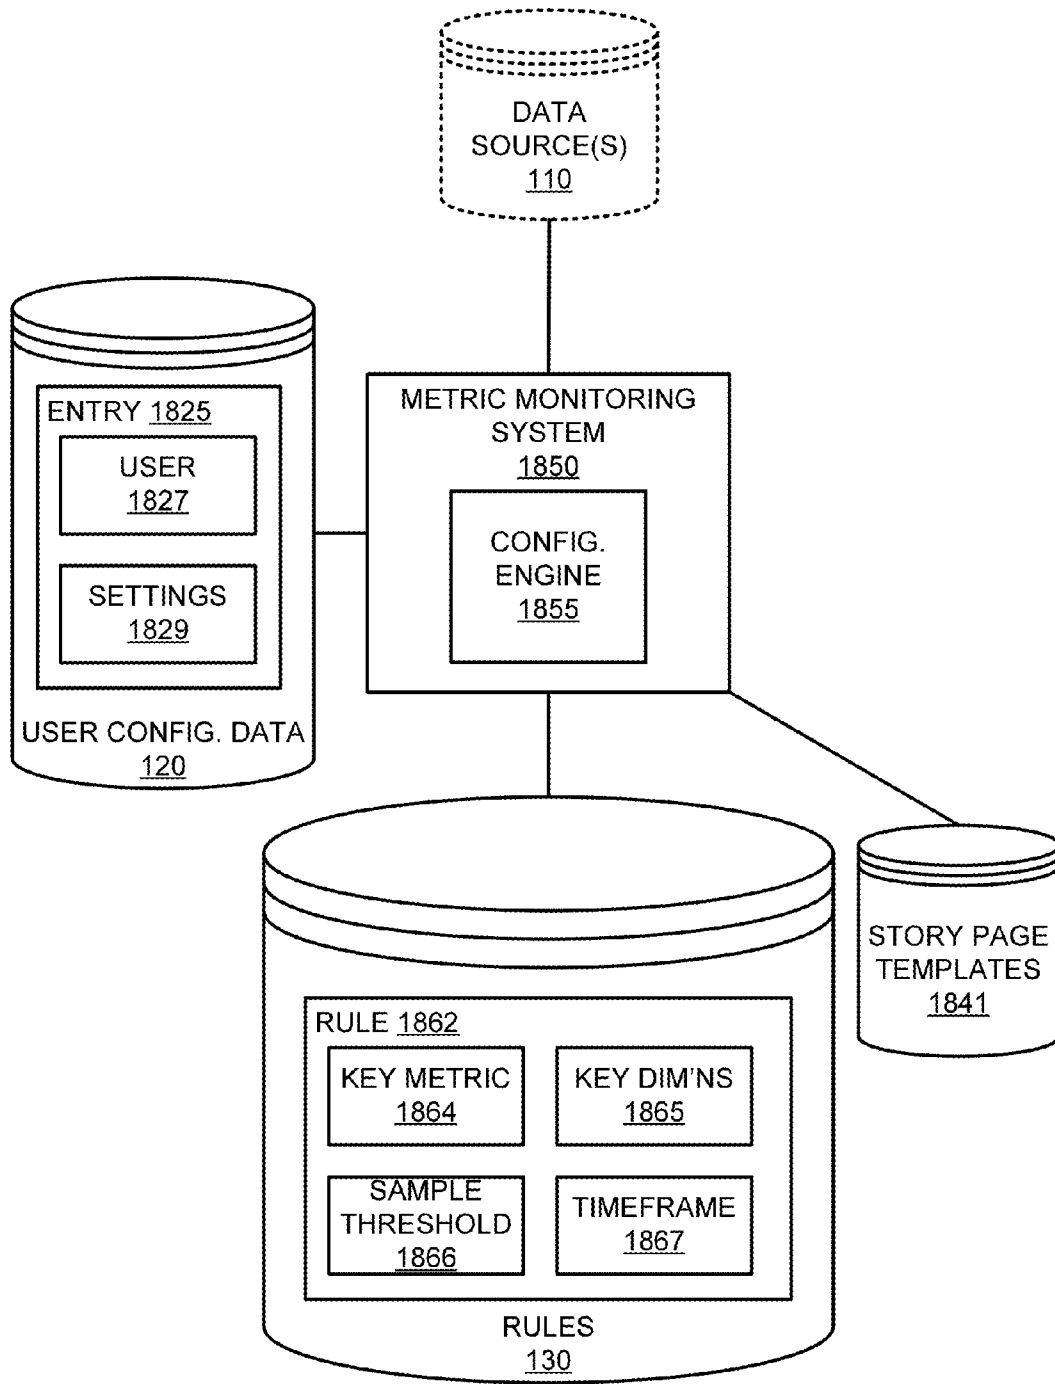 DATA
SOURCE(S)
110
METRIC MONITORING
SYSTEM
1850
CONFIG.
ENGINE
1855
ENTRY 1825
USER
1827
SETTINGS
1829
USER CONFIG. DATA
120
STORY PAGE
TEMPLATES
1841
RULE 1862
KEY METRIC
1864
KEY DIM'NS
1865
SAMPLE
THRESHOLD
1866
TIMEFRAME
1867
RULES
130